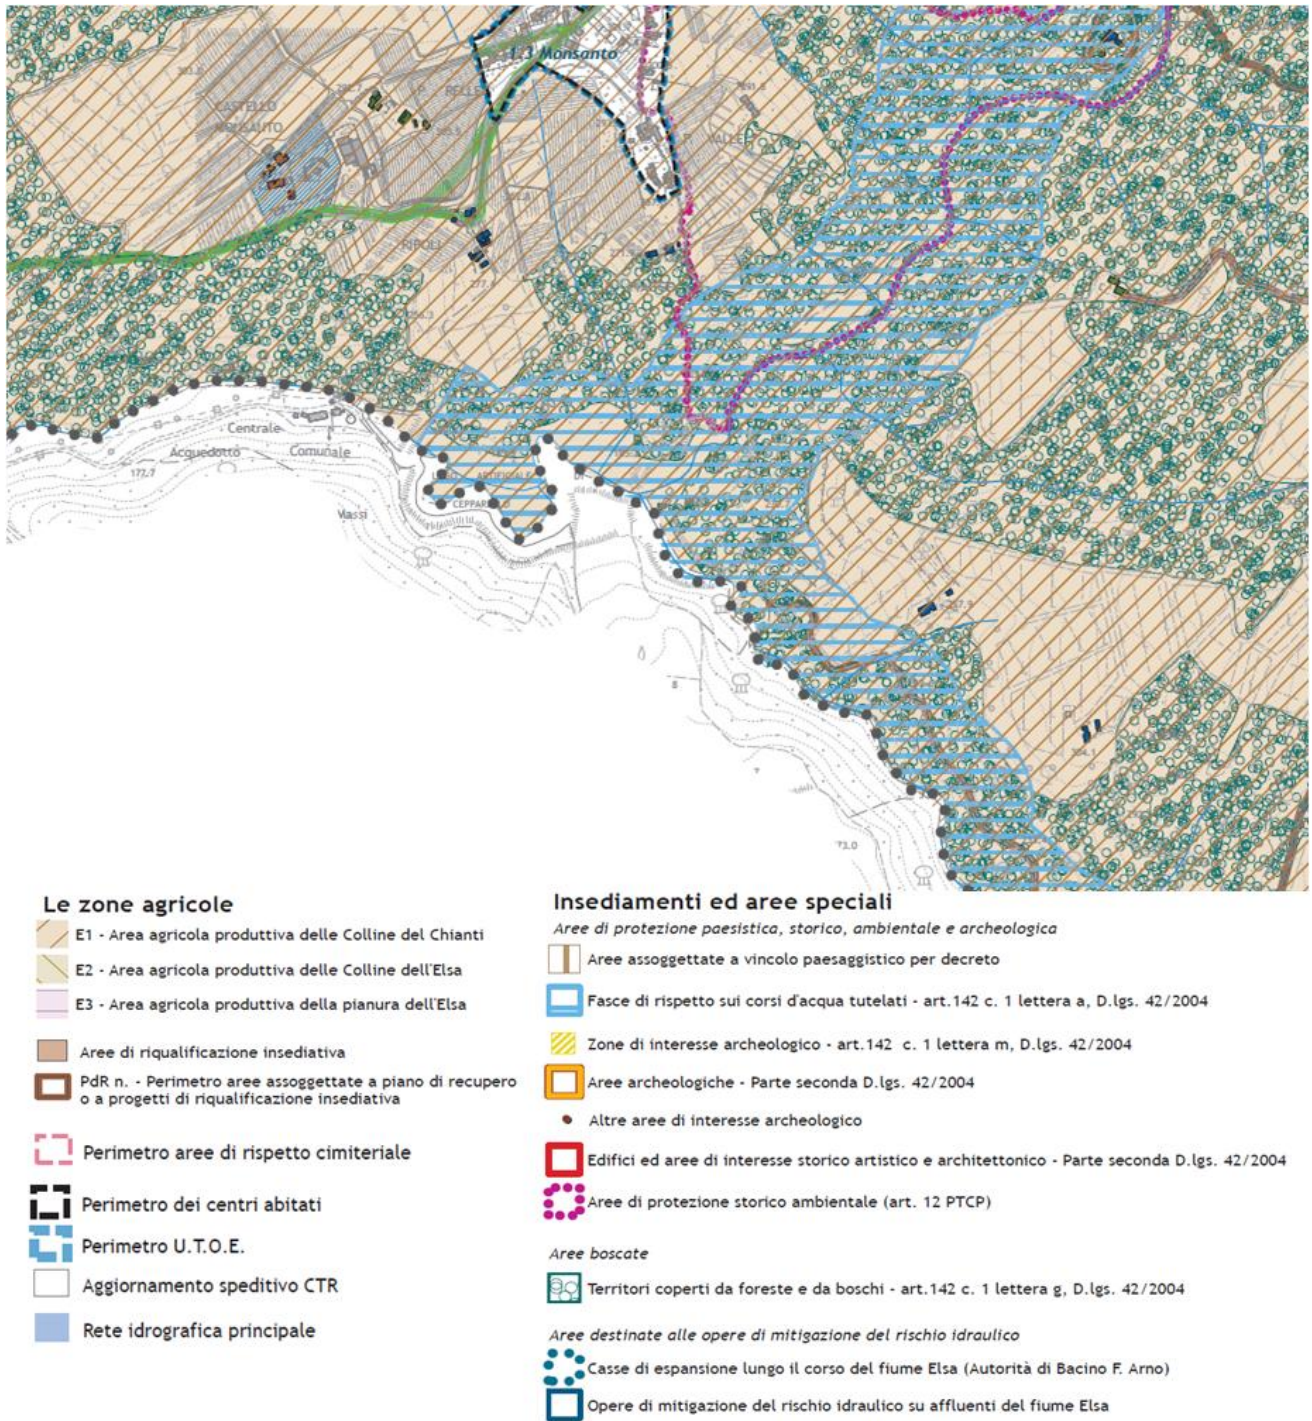 1.3 Monsanto
CASTELLO
RIPOLI
Centrale
Acquedotto
Comunale
177.7
Massi
73.0
Le zone agricole
E1 - Area agricola produttiva delle Colline del Chianti
E2 - Area agricola produttiva delle Colline dell'Elsa
E3 - Area agricola produttiva della pianura dell'Elsa
Aree di riqualificazione insediativa
PdR n. - Perimetro aree assoggettate a piano di recupero
o a progetti di riqualificazione insediativa
Perimetro aree di rispetto cimiteriale
Perimetro dei centri abitati
Perimetro U.T.O.E.
Aggiornamento speditivo CTR
Rete idrografica principale
Insediamenti ed aree speciali
Aree di protezione paesistica, storico, ambientale e archeologica
Aree assoggettate a vincolo paesaggistico per decreto
Fasce di rispetto sui corsi d'acqua tutelati - art.142 c. 1 lettera a, D.lgs. 42/2004
Zone di interesse archeologico - art.142 c. 1 lettera m, D.lgs. 42/2004
Aree archeologiche - Parte seconda D.lgs. 42/2004
Altre aree di interesse archeologico
Edifici ed aree di interesse storico artistico e architettonico - Parte seconda D.lgs. 42/2004
Aree di protezione storico ambientale (art. 12 PTCP)
Aree boscate
Territori coperti da foreste e da boschi - art.142 c. 1 lettera g, D.lgs. 42/2004
Aree destinate alle opere di mitigazione del rischio idraulico
Casse di espansione lungo il corso del fiume Elsa (Autorità di Bacino F. Arno)
Opere di mitigazione del rischio idraulico su affluenti del fiume Elsa